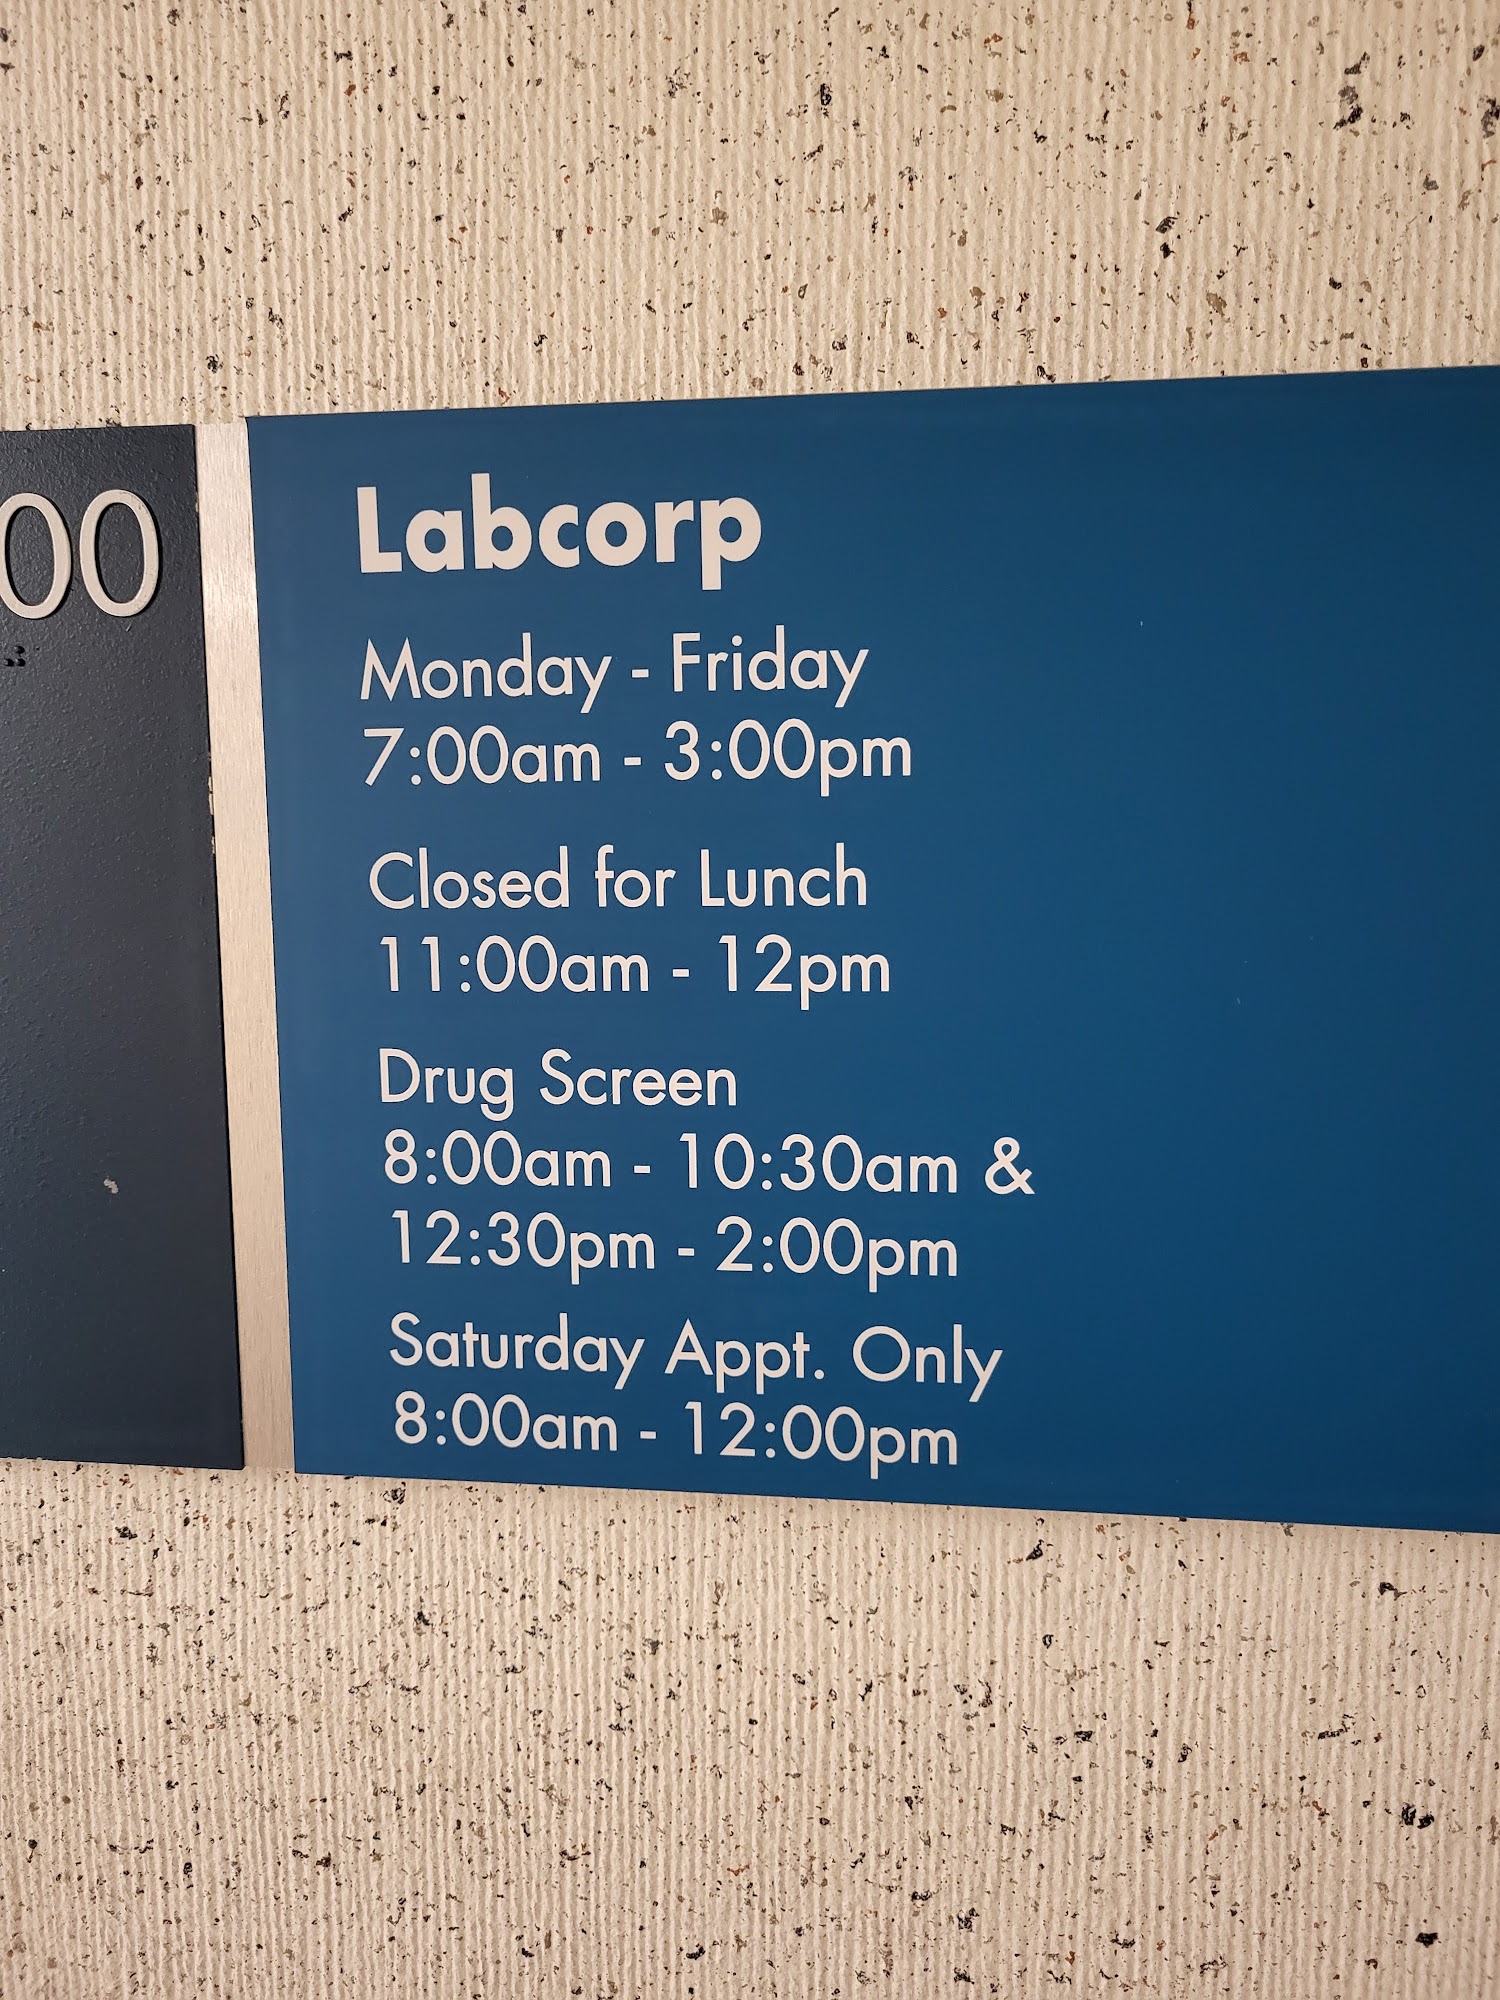 00
Labcorp
Monday - Friday
7:00am - 3:00pm
Closed for Lunch
11:00am - 12pm
Drug Screen
8:00am - 10:30am &
12:30pm - 2:00pm
Saturday Appt. Only
8:00am - 12:00pm